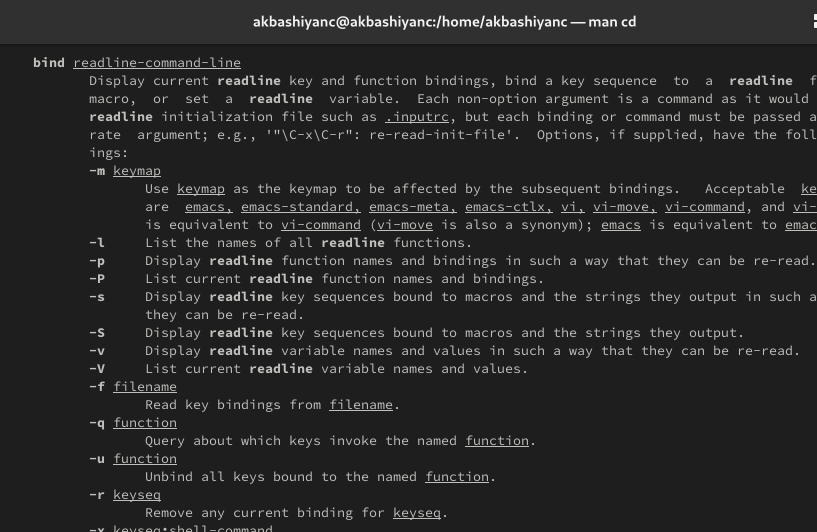 akbashiyanc@akbashiyanc:/home/akbashiyanc — man cd
bind readline-command-line
Display current readline key and function bindings, bind a key sequence to a readline f
macro, or set a readline variable. Each non-option argument is a command as it would
readline initialization file such as .inputrc, but each binding or command must be passed a
rate argument; e.g., '"\C-x\C-r": re-read-init-file'. Options, if supplied, have the foll
ings:
-m keymap
Use keymap as the keymap to be affected by the subsequent bindings. Acceptable ke
are emacs, emacs-standard, emacs-meta, emacs-ctlx, vi, vi-move, vi-command, and vi-
is equivalent to vi-command (vi-move is also a synonym); emacs is equivalent to emac
-l List the names of all readline functions.
-p Display readline function names and bindings in such a way that they can be re-read.
-P List current readline function names and bindings.
-s Display readline key sequences bound to macros and the strings they output in such a
they can be re-read.
-S Display readline key sequences bound to macros and the strings they output.
-v Display readline variable names and values in such a way that they can be re-read.
-V List current readline variable names and values.
-f filename
Read key bindings from filename.
-q function
Query about which keys invoke the named function.
-u function
Unbind all keys bound to the named function.
-r keyseq
Remove any current binding for keyseq.
-x keyseq:shell-command